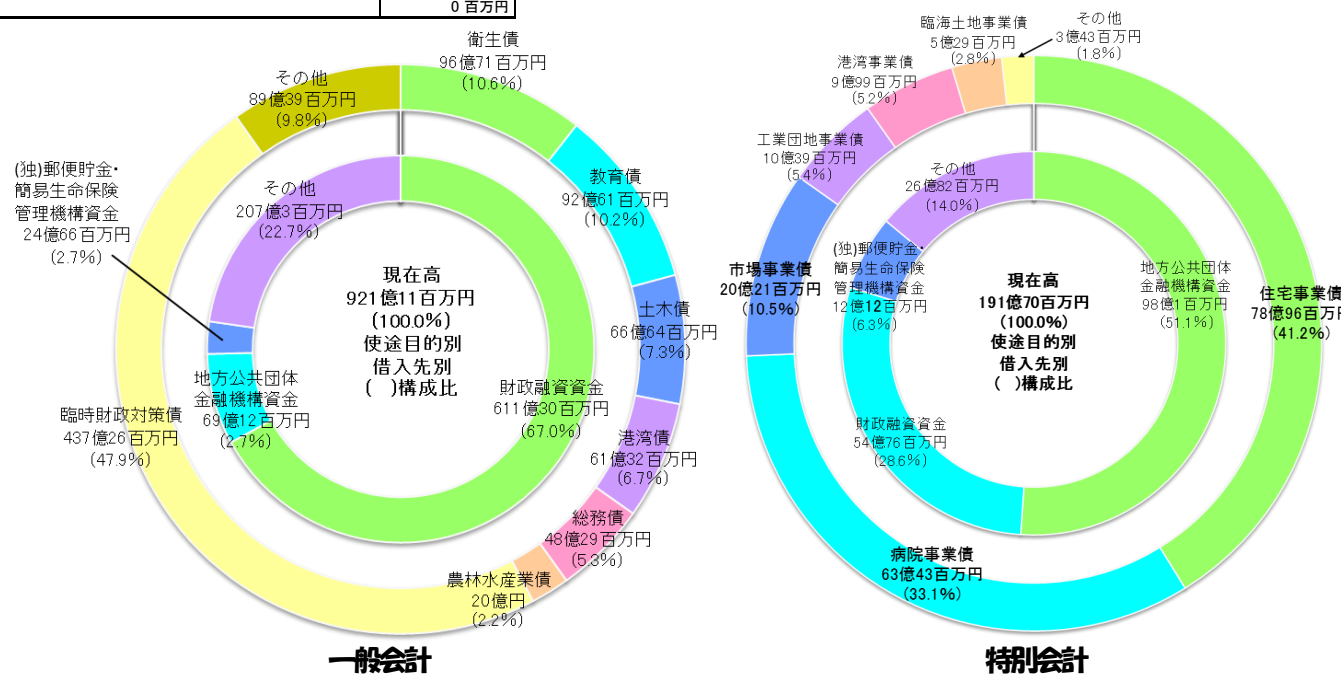 0 百万円
衛生債
96億71百万円
(10.6%)
教育債
92億61百万円
(10.2%)
土木債
66億64百万円
(7.3%)
港湾債
61億32百万円
(6.7%)
総務債
48億29百万円
(5.3%)
農林水産業債
20億円
(2.2%)
臨時財政対策債
437億26百万円
(47.9%)
その他
89億39百万円
(9.8%)
(独)郵便貯金・
簡易生命保険
管理機構資金
24億66百万円
(2.7%)
その他
207億3百万円
(22.7%)
地方公共団体
金融機構資金
69億12百万円
(2.7%)
財政融資資金
611億30百万円
(67.0%)
現在高
921億11百万円
(100.0%)
使途目的別
借入先別
( )構成比
一般会計
臨海土地事業債
5億29百万円
(2.8%)
その他
3億43百万円
(1.8%)
港湾事業債
9億99百万円
(5.2%)
工業団地事業債
10億39百万円
(5.4%)
市場事業債
20億21百万円
(10.5%)
病院事業債
63億43百万円
(33.1%)
住宅事業債
78億96百万円
(41.2%)
その他
26億82百万円
(14.0%)
(独)郵便貯金・
簡易生命保険
管理機構資金
12億12百万円
(6.3%)
財政融資資金
54億76百万円
(28.6%)
地方公共団体
金融機構資金
98億1百万円
(51.1%)
現在高
191億70百万円
(100.0%)
使途目的別
借入先別
( )構成比
特別会計